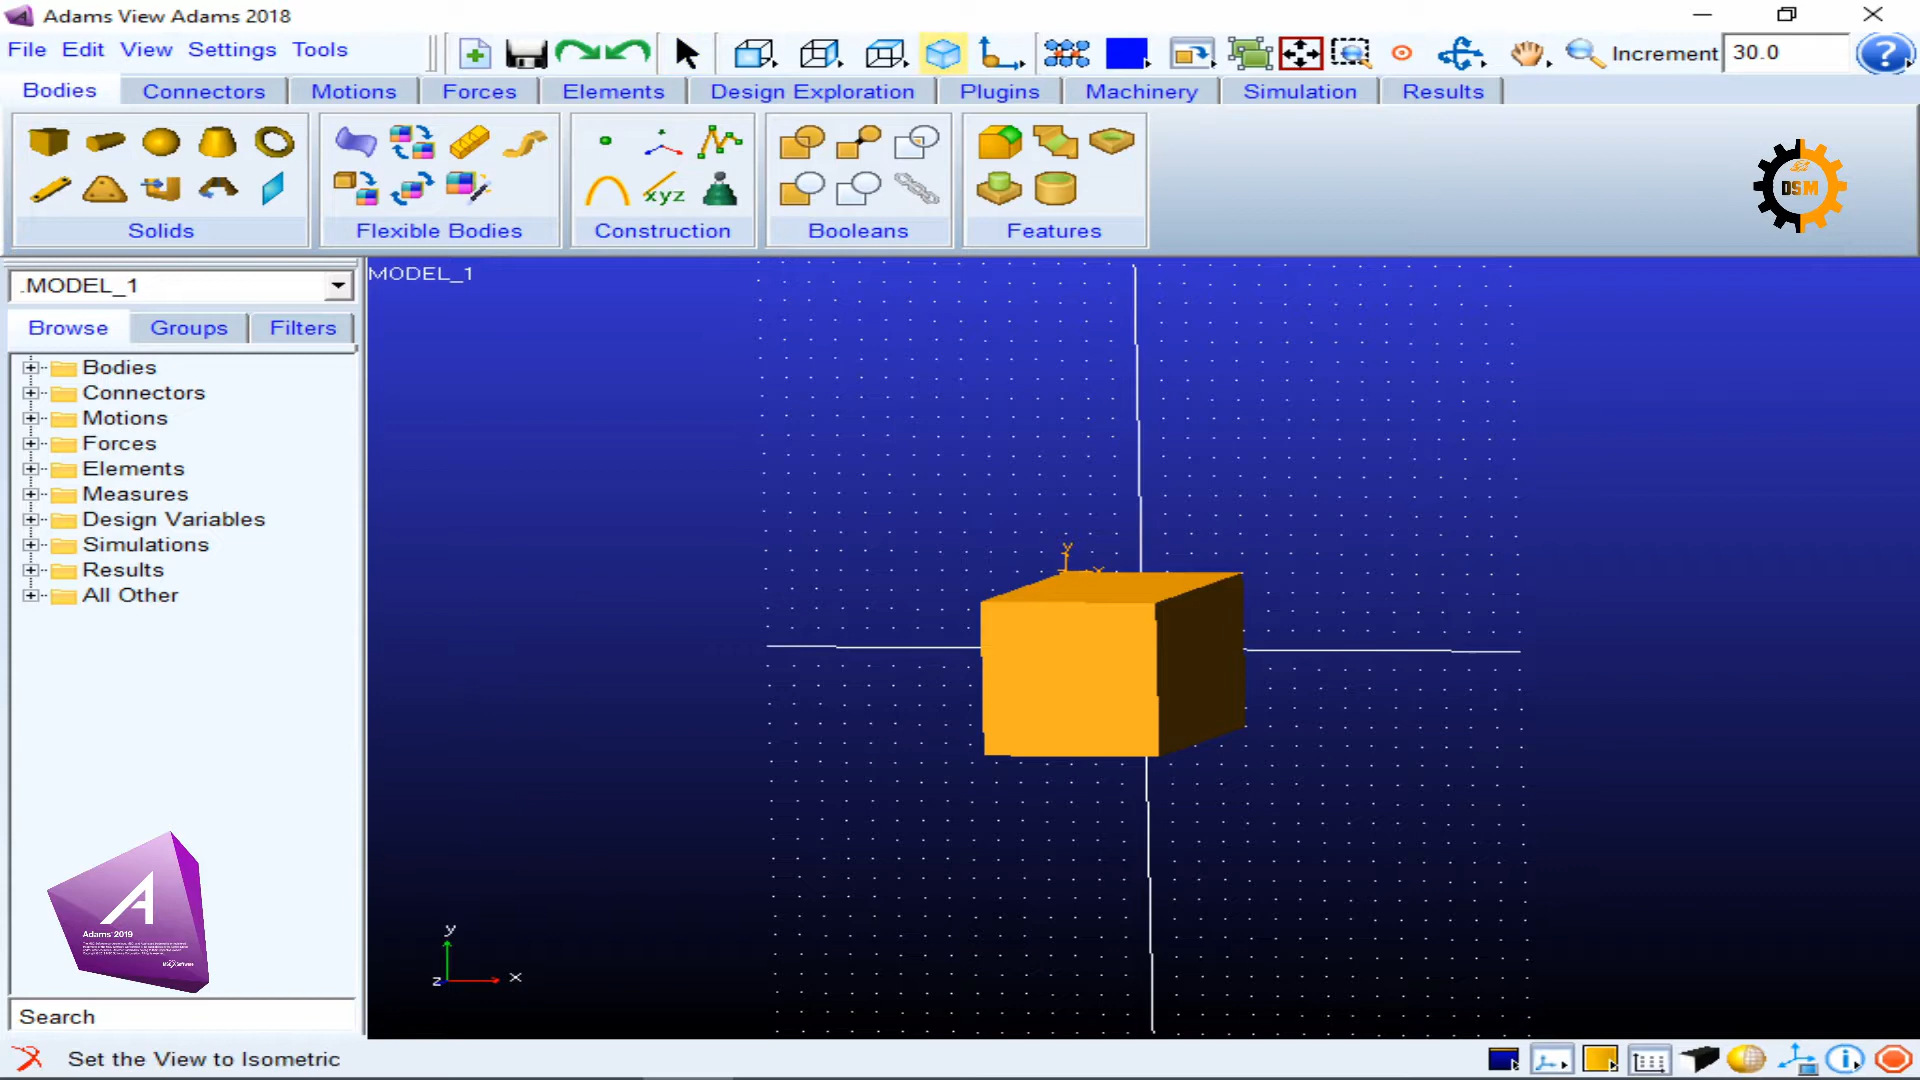 Adams View Adams 2018
File Edit View Settings Tools
Increment 30.0
Bodies Connectors Motions Forces Elements Design Exploration Plugins Machinery Simulation Results
xyz
DSM
Solids Flexible Bodies Construction Booleans Features
.MODEL_1
MODEL_1
Browse Groups Filters
Bodies
Connectors
Motions
Forces
Elements
Measures
Design Variables
Simulations
Results
All Other
y
x
A
Adams 2019
y
z
x
Search
Set the View to Isometric